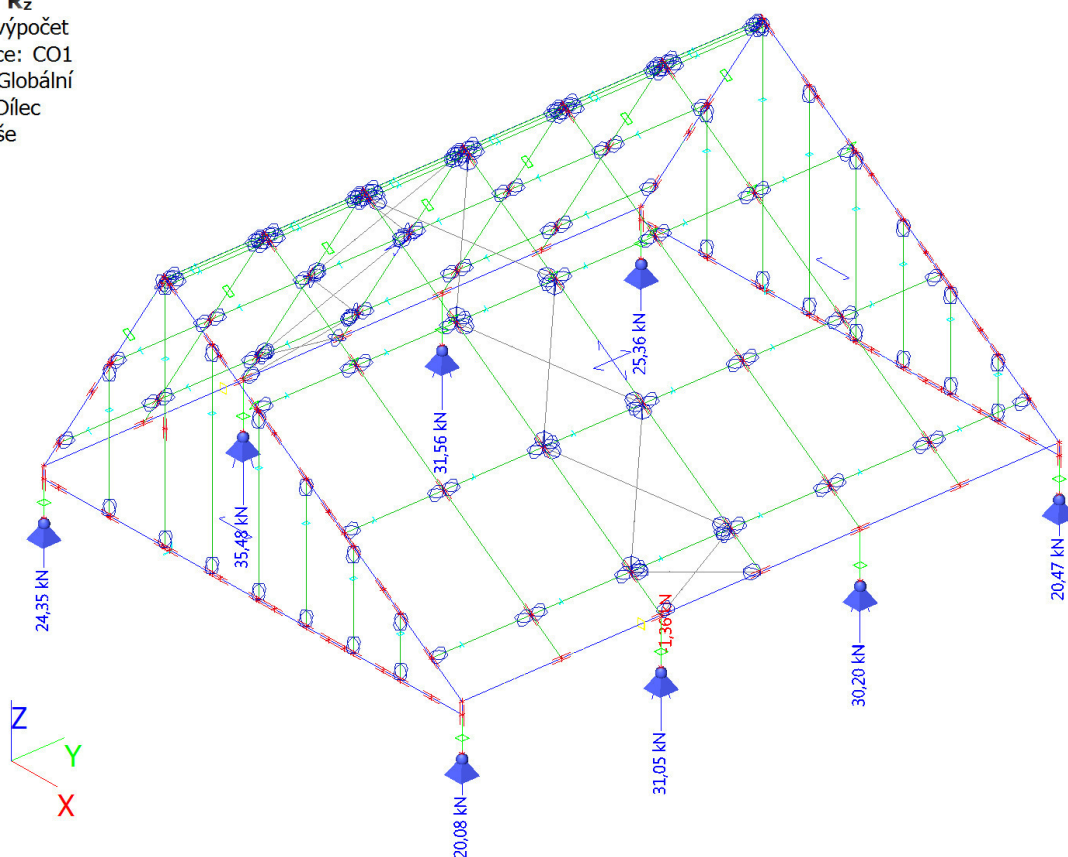 Rz
výpočet
ce: CO1
Globální
Dílec
še
25,36 kN
31,56 kN
35,48 kN
24,35 kN
20,47 kN
-1,36 kN
30,20 kN
31,05 kN
20,08 kN
Z
Y
X